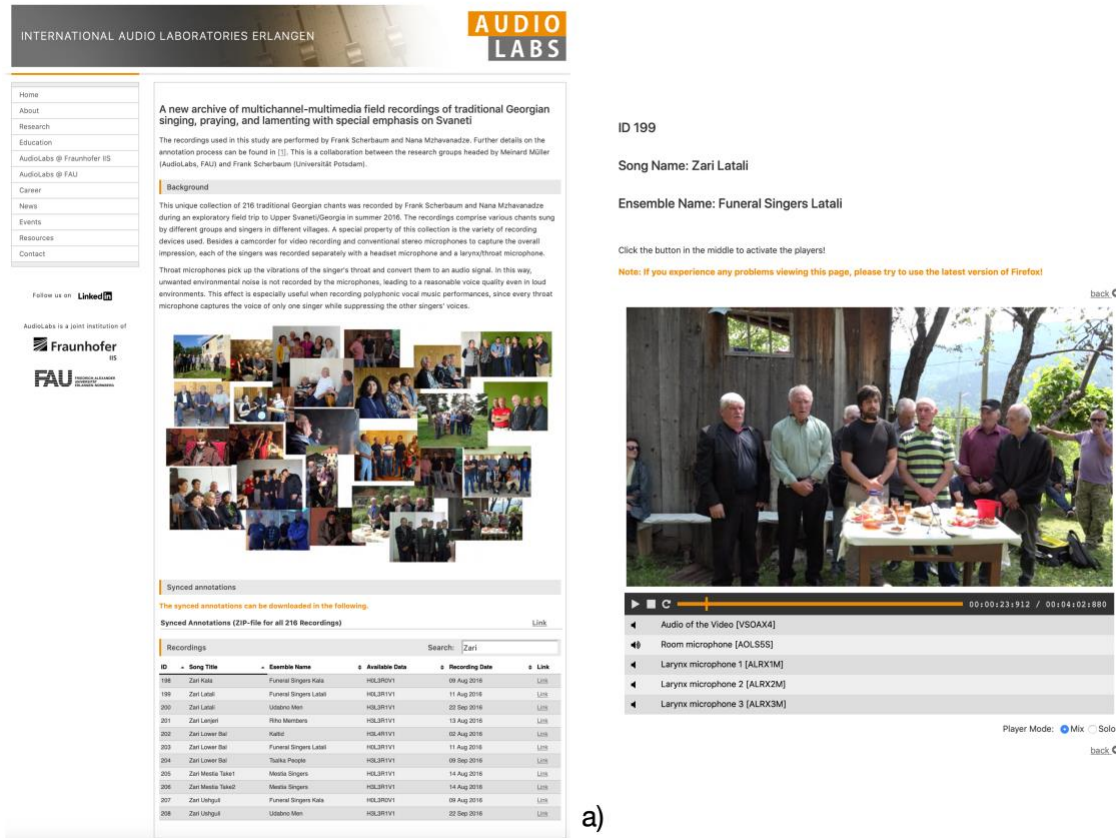 INTERNATIONAL AUDIO LABORATORIES ERLANGEN
AUDIO
LABS
Home
About
Research
Education
AudioLabs @ Fraunhofer IIS
AudioLabs @ FAU
Career
News
Events
Resources
Contact
Follow us on LinkedIn
AudioLabs is a joint institution of
Fraunhofer
IIS
FAU FRIEDRICH-ALEXANDER
UNIVERSITÄT
ERLANGEN-NÜRNBERG
A new archive of multichannel-multimedia field recordings of traditional Georgian
singing, praying, and lamenting with special emphasis on Svaneti
The recordings used in this study are performed by Frank Scherbaum and Nana Mzhavanadze. Further details on the
annotation process can be found in [1]. This is a collaboration between the research groups headed by Meinard Müller
(AudioLabs, FAU) and Frank Scherbaum (Universität Potsdam).
Background
This unique collection of 216 traditional Georgian chants was recorded by Frank Scherbaum and Nana Mzhavanadze
during an exploratory field trip to Upper Svaneti/Georgia in summer 2016. The recordings comprise various chants sung
by different groups and singers in different villages. A special property of this collection is the variety of recording
devices used. Besides a camcorder for video recording and conventional stereo microphones to capture the overall
impression, each of the singers was recorded separately with a headset microphone and a larynx/throat microphone.
Throat microphones pick up the vibrations of the singer's throat and convert them to an audio signal. In this way,
unwanted environmental noise is not recorded by the microphones, leading to a reasonable voice quality even in loud
environments. This effect is especially useful when recording polyphonic vocal music performances, since every throat
microphone captures the voice of only one singer while suppressing the other singers' voices.
Synced annotations
The synced annotations can be downloaded in the following.
Synced Annotations (ZIP-file for all 216 Recordings) Link
Recordings Search: Zari
ID Song Title Esemble Name Available Data Recording Date Link
198 Zari Kala Funeral Singers Kala H0L3R0V1 09 Aug 2016 Link
199 Zari Latali Funeral Singers Latali H0L3R1V1 11 Aug 2016 Link
200 Zari Latali Udabno Men H0L3R1V1 22 Sep 2016 Link
201 Zari Lenjeri Riho Members H0L3R1V1 13 Aug 2016 Link
202 Zari Lower Bal Kaltid H3L4R1V1 02 Aug 2016 Link
203 Zari Lower Bal Funeral Singers Latali H0L3R1V1 11 Aug 2016 Link
204 Zari Lower Bal Tsalka People H0L3R1V1 09 Sep 2016 Link
205 Zari Mestia Take1 Mestia Singers H0L3R1V1 14 Aug 2016 Link
206 Zari Mestia Take2 Mestia Singers H0L3R1V1 14 Aug 2016 Link
207 Zari Ushguli Funeral Singers Kala H0L3R0V1 09 Aug 2016 Link
208 Zari Ushguli Udabno Men H0L3R1V1 22 Sep 2016 Link
a)
ID 199
Song Name: Zari Latali
Ensemble Name: Funeral Singers Latali
Click the button in the middle to activate the players!
Note: If you experience any problems viewing this page, please try to use the latest version of Firefox!
back
00:00:23:912 / 00:04:02:880
Audio of the Video [VSOAX4]
Room microphone [AOLS5S]
Larynx microphone 1 [ALRX1M]
Larynx microphone 2 [ALRX2M]
Larynx microphone 3 [ALRX3M]
Player Mode: Mix Solo
back